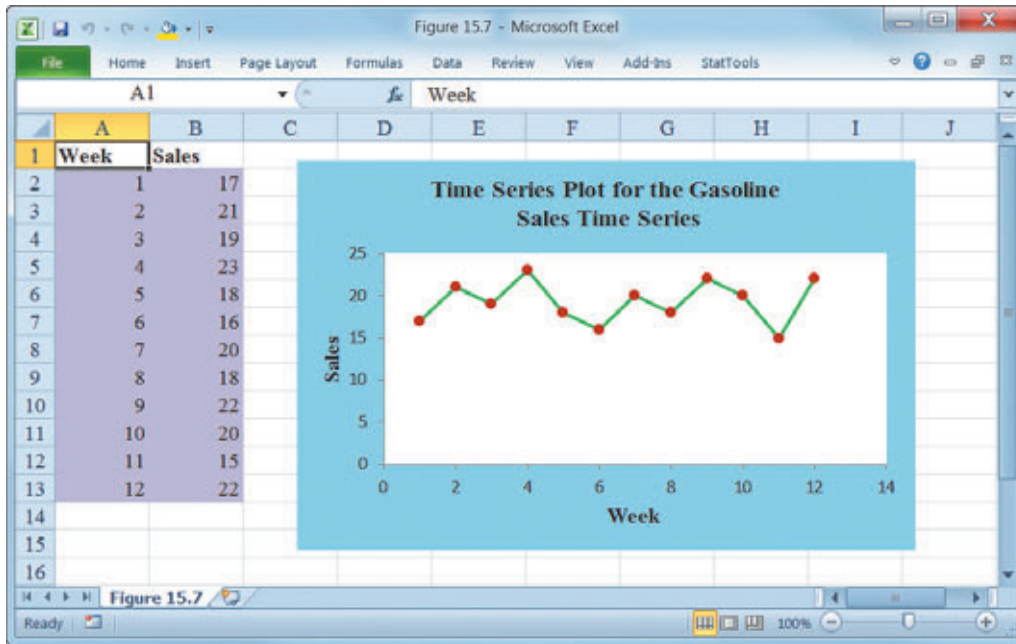 Figure 15.7 - Microsoft Excel
File Home Insert Page Layout Formulas Data Review View Add-Ins StatTools
A1 fx Week
A B C D E F G H I J
1 Week Sales
2 1 17
3 2 21
4 3 19
5 4 23
6 5 18
7 6 16
8 7 20
9 8 18
10 9 22
11 10 20
12 11 15
13 12 22
14
15
16
Time Series Plot for the Gasoline
Sales Time Series
25
20
15
10
5
0
Sales
0 2 4 6 8 10 12 14
Week
Figure 15.7
Ready 100%